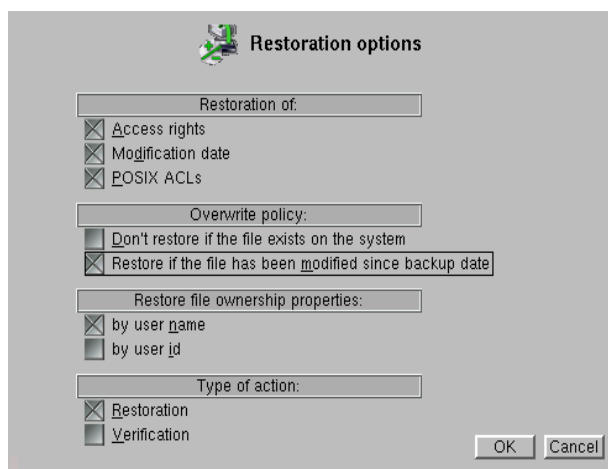 Restoration options
Restoration of:
Access rights
Modification date
POSIX ACLs
Overwrite policy:
Don't restore if the file exists on the system
Restore if the file has been modified since backup date
Restore file ownership properties:
by user name
by user id
Type of action:
Restoration
Verification
OK Cancel